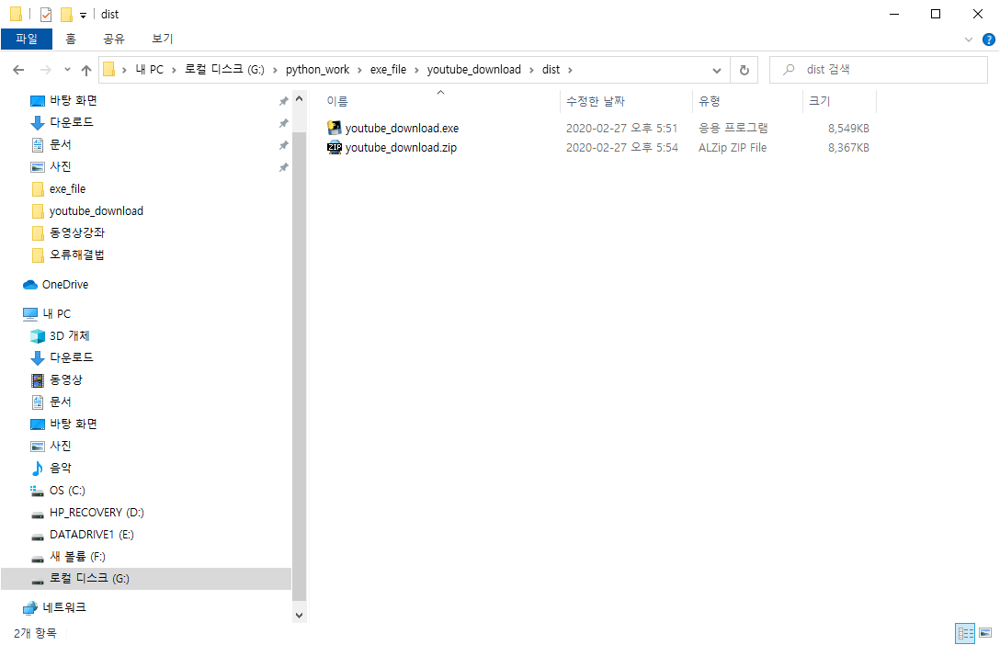 dist
파일 홈 공유 보기
내 PC 로컬 디스크 (G:) python_work exe_file youtube_download dist
dist 검색
바탕 화면
다운로드
문서
사진
exe_file
youtube_download
동영상강좌
오류해결법
OneDrive
내 PC
3D 개체
다운로드
동영상
문서
바탕 화면
사진
음악
OS (C:)
HP_RECOVERY (D:)
DATADRIVE1 (E:)
새 볼륨 (F:)
로컬 디스크 (G:)
네트워크
이름 수정한 날짜 유형 크기
youtube_download.exe 2020-02-27 오후 5:51 응용 프로그램 8,549KB
ZIP youtube_download.zip 2020-02-27 오후 5:54 ALZip ZIP File 8,367KB
2개 항목